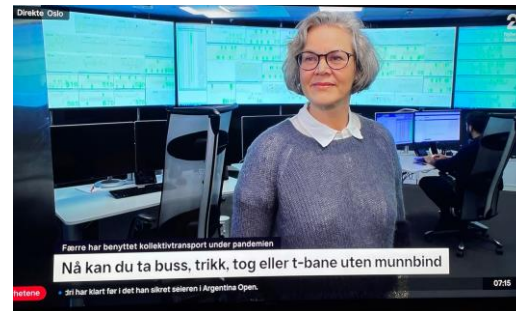 Direkte Oslo
2
Færre har benyttet kollektivtransport under pandemien
Nå kan du ta buss, trikk, tog eller t-bane uten munnbind
hetene
dri har klart før i det han sikret seieren i Argentina Open.
07:15